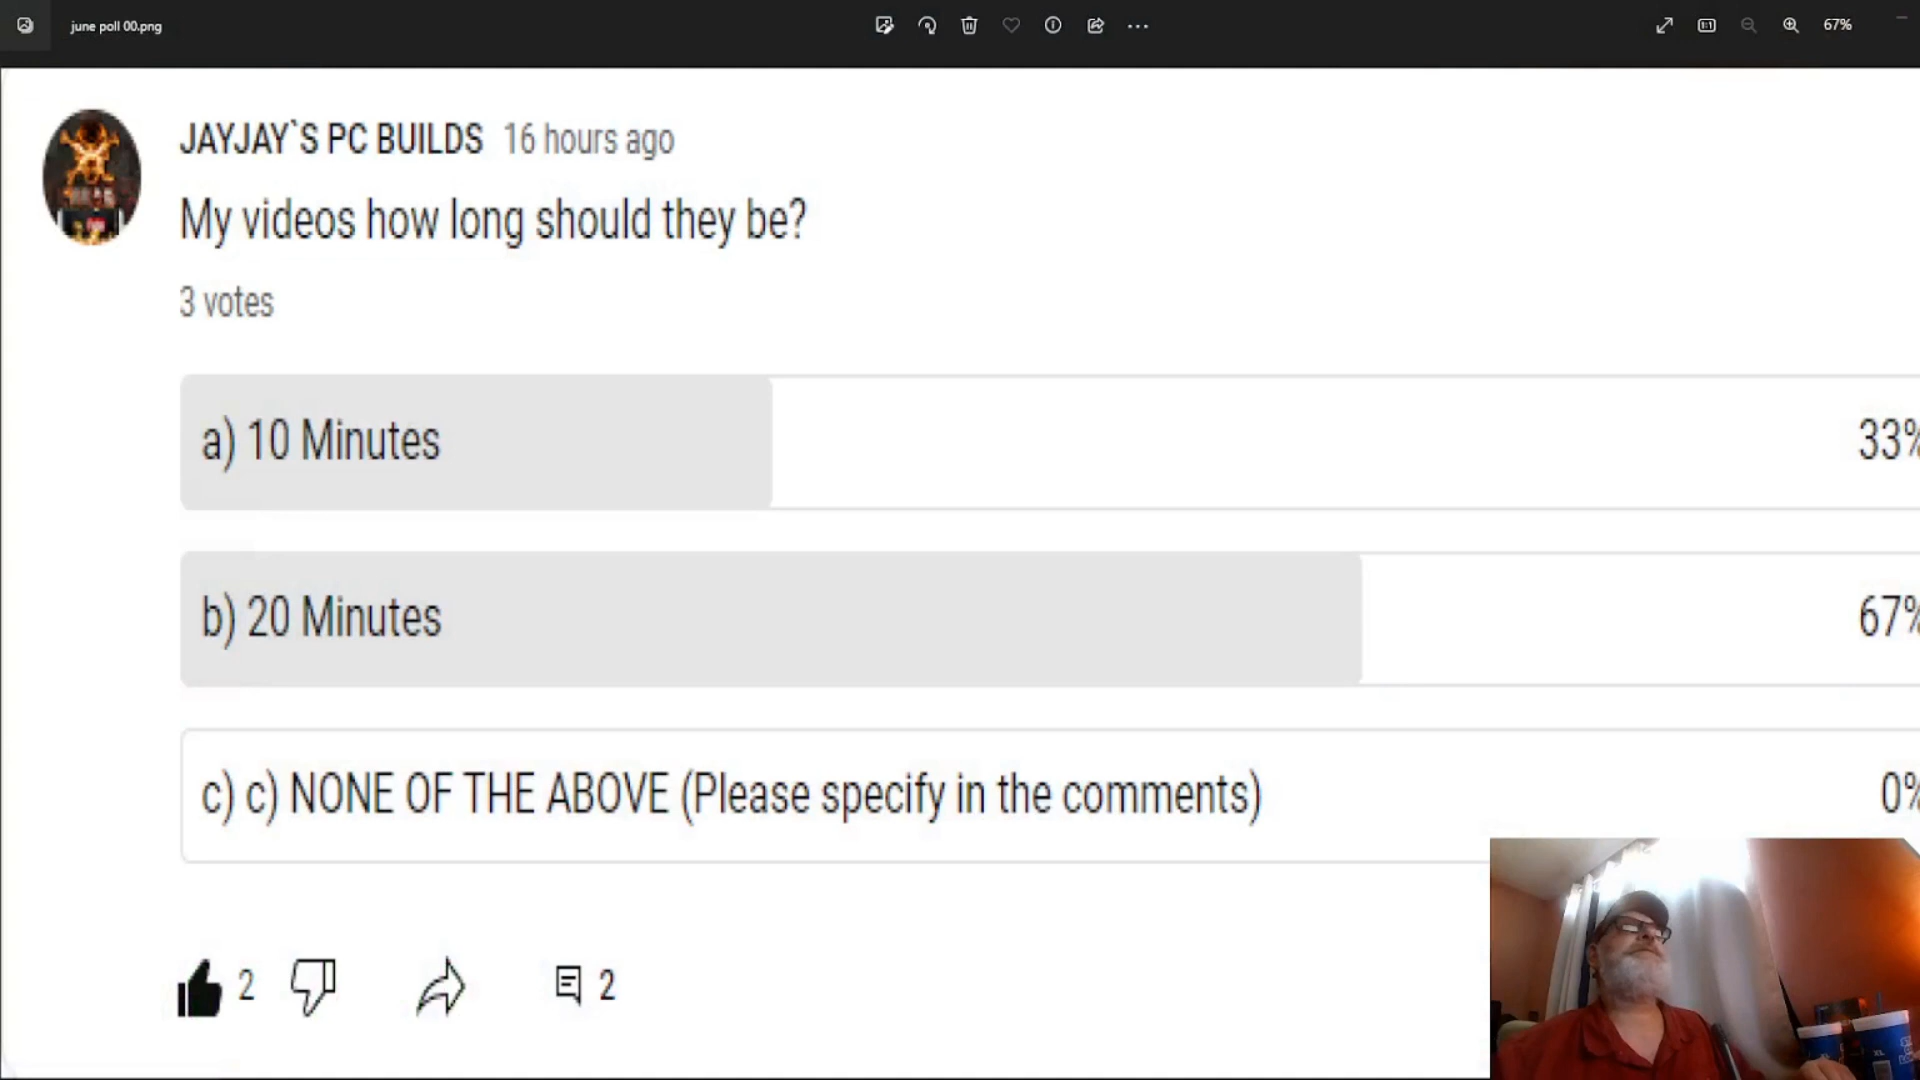 june poll 00.png
67%
JAYJAY`S PC BUILDS 16 hours ago
My videos how long should they be?
3 votes
a) 10 Minutes
33%
b) 20 Minutes
67%
c) c) NONE OF THE ABOVE (Please specify in the comments)
0%
2
2
XL